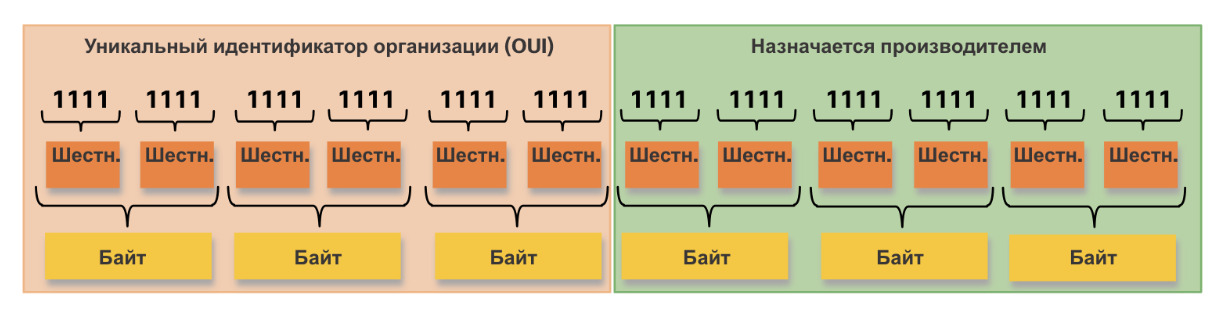 Уникальный идентификатор организации (OUI) Назначается производителем
1111 1111 1111 1111 1111 1111 1111 1111 1111 1111 1111 1111
Шестн. Шестн. Шестн. Шестн. Шестн. Шестн. Шестн. Шестн. Шестн. Шестн. Шестн. Шестн.
Байт Байт Байт Байт Байт Байт